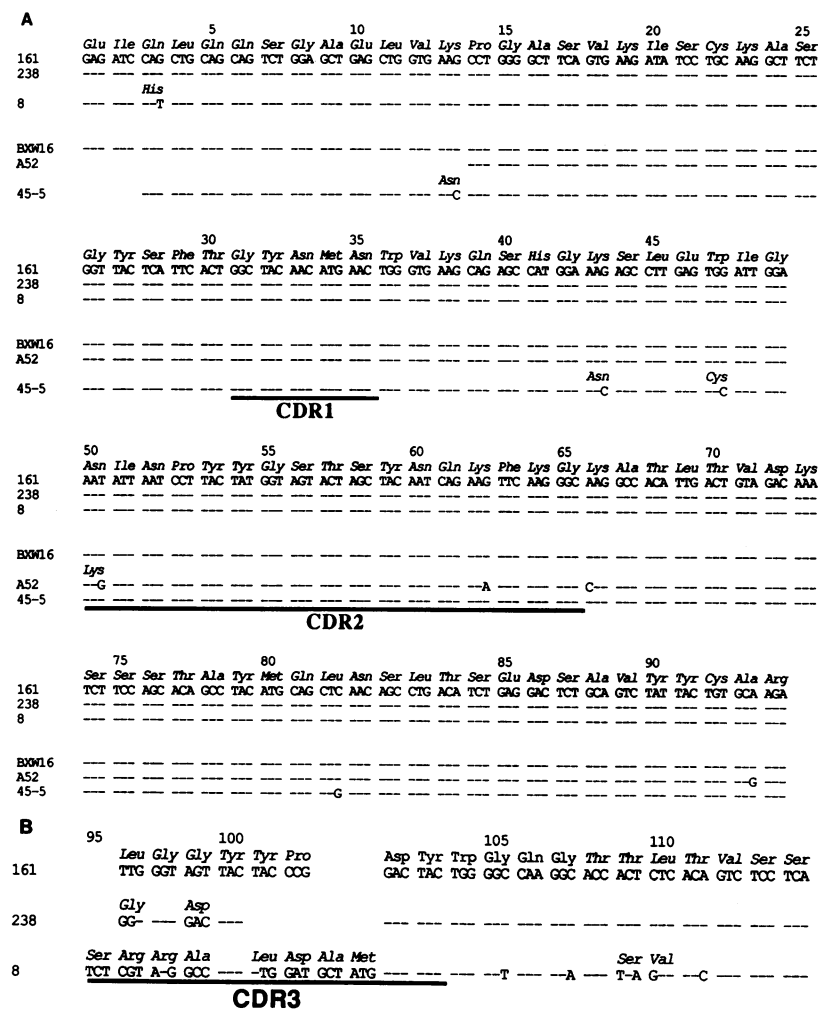 A
5 10 15 20 25
Glu Ile Gln Leu Gln Gln Ser Gly Ala Glu Leu Val Lys Pro Gly Ala Ser Val Lys Ile Ser Cys Lys Ala Ser
161 GAG ATC CAG CTG CAG CAG TCT GGA GCT GAG CTG GTG AAG CCT GGG GCT TCA GTG AAG ATA TCC TGC AAG GCT TCT
238 --- --- --- --- --- --- --- --- --- --- --- --- --- --- --- --- --- --- --- --- --- --- --- --- ---
His
8 --- --- --T --- --- --- --- --- --- --- --- --- --- --- --- --- --- --- --- --- --- --- --- --- ---
BXW16 --- --- --- --- --- --- --- --- --- --- --- --- --- --- --- --- --- --- --- --- --- --- --- --- ---
A52 --- --- --- --- --- --- --- --- --- --- --- ---
Asn
45-5 --- --- --- --- --- --- --- --- --- --- --C --- --- --- --- --- --- --- --- --- --- --- ---
30 35 40 45
Gly Tyr Ser Phe Thr Gly Tyr Asn Met Asn Trp Val Lys Gln Ser His Gly Lys Ser Leu Glu Trp Ile Gly
161 GGT TAC TCA TTC ACT GGC TAC AAC ATG AAC TGG GTG AAG CAG AGC CAT GGA AAG AGC CTT GAG TGG ATT GGA
238 --- --- --- --- --- --- --- --- --- --- --- --- --- --- --- --- --- --- --- --- --- --- --- ---
8 --- --- --- --- --- --- --- --- --- --- --- --- --- --- --- --- --- --- --- --- --- --- --- ---
BXW16 --- --- --- --- --- --- --- --- --- --- --- --- --- --- --- --- --- --- --- --- --- --- --- ---
A52 --- --- --- --- --- --- --- --- --- --- --- --- --- --- --- --- --- --- --- --- --- --- --- ---
Asn Cys
45-5 --- --- --- --- --- --- --- --- --- --- --- --- --- --- --- --- --- --C --- --- --- --C --- ---
CDR1
50 55 60 65 70
Asn Ile Asn Pro Tyr Tyr Gly Ser Thr Ser Tyr Asn Gln Lys Phe Lys Gly Lys Ala Thr Leu Thr Val Asp Lys
161 AAT ATT AAT CCT TAC TAT GGT AGT ACT AGC TAC AAT CAG AAG TTC AAG GGC AAG GCC ACA TTG ACT GTA GAC AAA
238 --- --- --- --- --- --- --- --- --- --- --- --- --- --- --- --- --- --- --- --- --- --- --- --- ---
8 --- --- --- --- --- --- --- --- --- --- --- --- --- --- --- --- --- --- --- --- --- --- --- --- ---
BXW16 --- --- --- --- --- --- --- --- --- --- --- --- --- --- --- --- --- --- --- --- --- --- --- --- ---
Lys
A52 --G --- --- --- --- --- --- --- --- --- --- --- --- --A --- --- --- C-- --- --- --- --- --- --- ---
45-5 --- --- --- --- --- --- --- --- --- --- --- --- --- --- --- --- --- --- --- --- --- --- --- --- ---
CDR2
75 80 85 90
Ser Ser Ser Thr Ala Tyr Met Gln Leu Asn Ser Leu Thr Ser Glu Asp Ser Ala Val Tyr Tyr Cys Ala Arg
161 TCT TCC AGC ACA GCC TAC ATG CAG CTC AAC AGC CTG ACA TCT GAG GAC TCT GCA GTC TAT TAC TGT GCA AGA
238 --- --- --- --- --- --- --- --- --- --- --- --- --- --- --- --- --- --- --- --- --- --- --- ---
8 --- --- --- --- --- --- --- --- --- --- --- --- --- --- --- --- --- --- --- --- --- --- --- ---
BXW16 --- --- --- --- --- --- --- --- --- --- --- --- --- --- --- --- --- --- --- --- --- --- --- ---
A52 --- --- --- --- --- --- --- --- --- --- --- --- --- --- --- --- --- --- --- --- --- --- --G ---
45-5 --- --- --- --- --- --- --- --- --G --- --- --- --- --- --- --- --- --- --- --- --- --- --- ---
B
95 100 105 110
Leu Gly Gly Tyr Tyr Pro Asp Tyr Trp Gly Gln Gly Thr Thr Leu Thr Val Ser Ser
161 TTG GGT AGT TAC TAC CCG GAC TAC TGG GGC CAA GGC ACC ACT CTC ACA GTC TCC TCA
Gly Asp
238 GG- --- GAC --- --- --- --- --- --- --- --- --- --- --- --- --- ---
Ser Arg Arg Ala Leu Asp Ala Met Ser Val
8 TCT CGT A-G GCC --- -TG GAT GCT ATG --- --- --- --T --- --A --- T-A G-- --C --- --- ---
CDR3